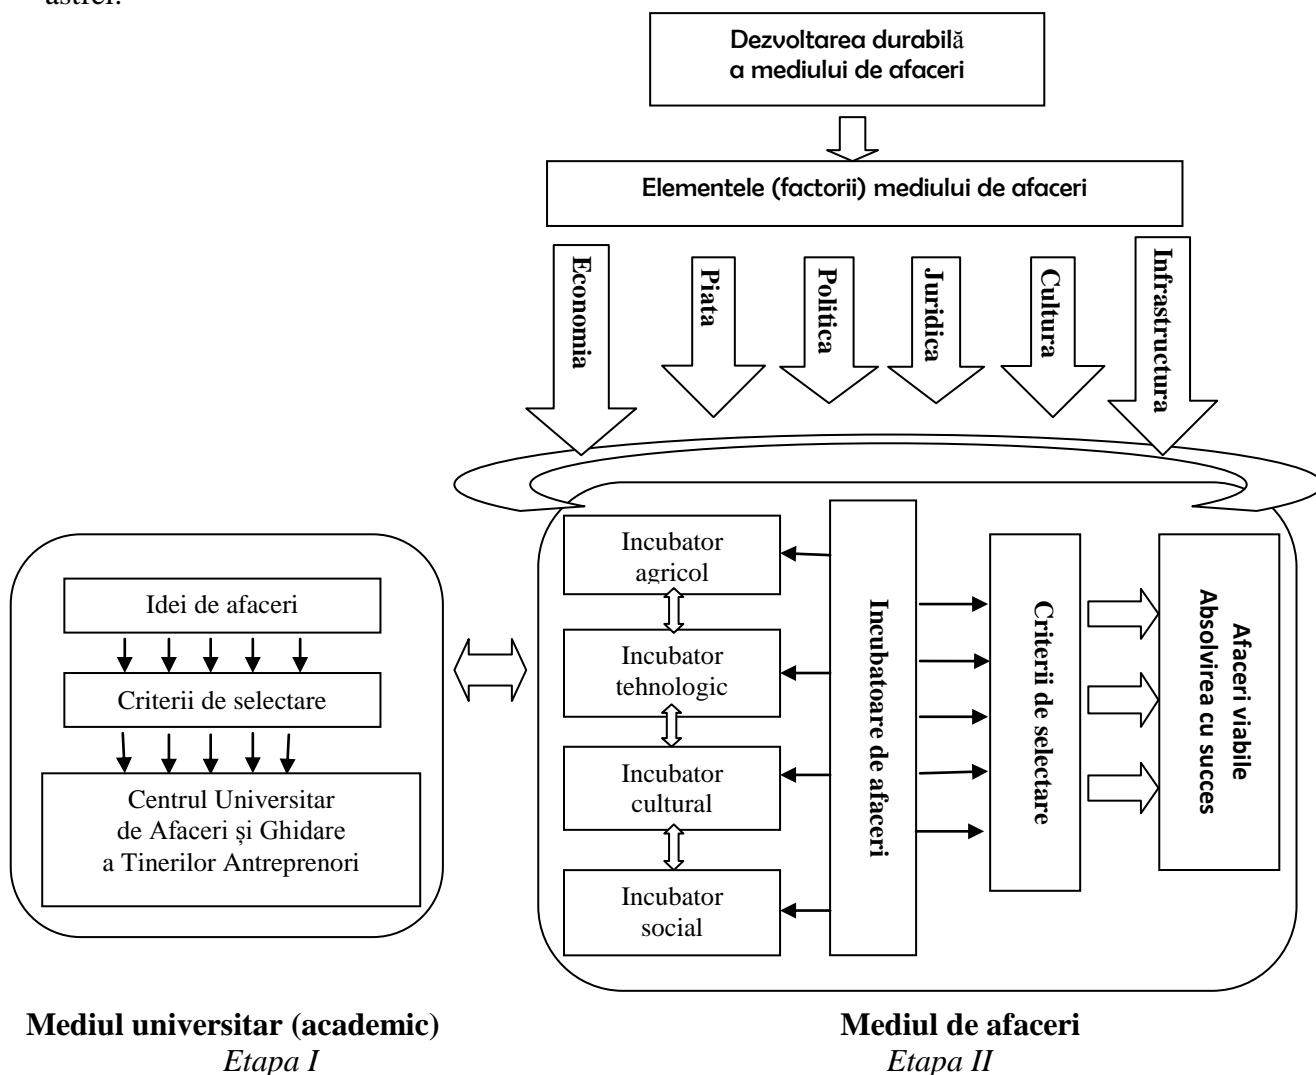 astfel:
Dezvoltarea durabilă
a mediului de afaceri
Elementele (factorii) mediului de afaceri
Economia
Piata
Politica
Juridica
Cultura
Infrastructura
Idei de afaceri
Criterii de selectare
Centrul Universitar
de Afaceri și Ghidare
a Tinerilor Antreprenori
Incubator
agricol
Incubator
tehnologic
Incubator
cultural
Incubator
social
Incubatoare de afaceri
Criterii de selectare
Afaceri viabile
Absolvirea cu succes
Mediul universitar (academic)
Etapa I
Mediul de afaceri
Etapa II